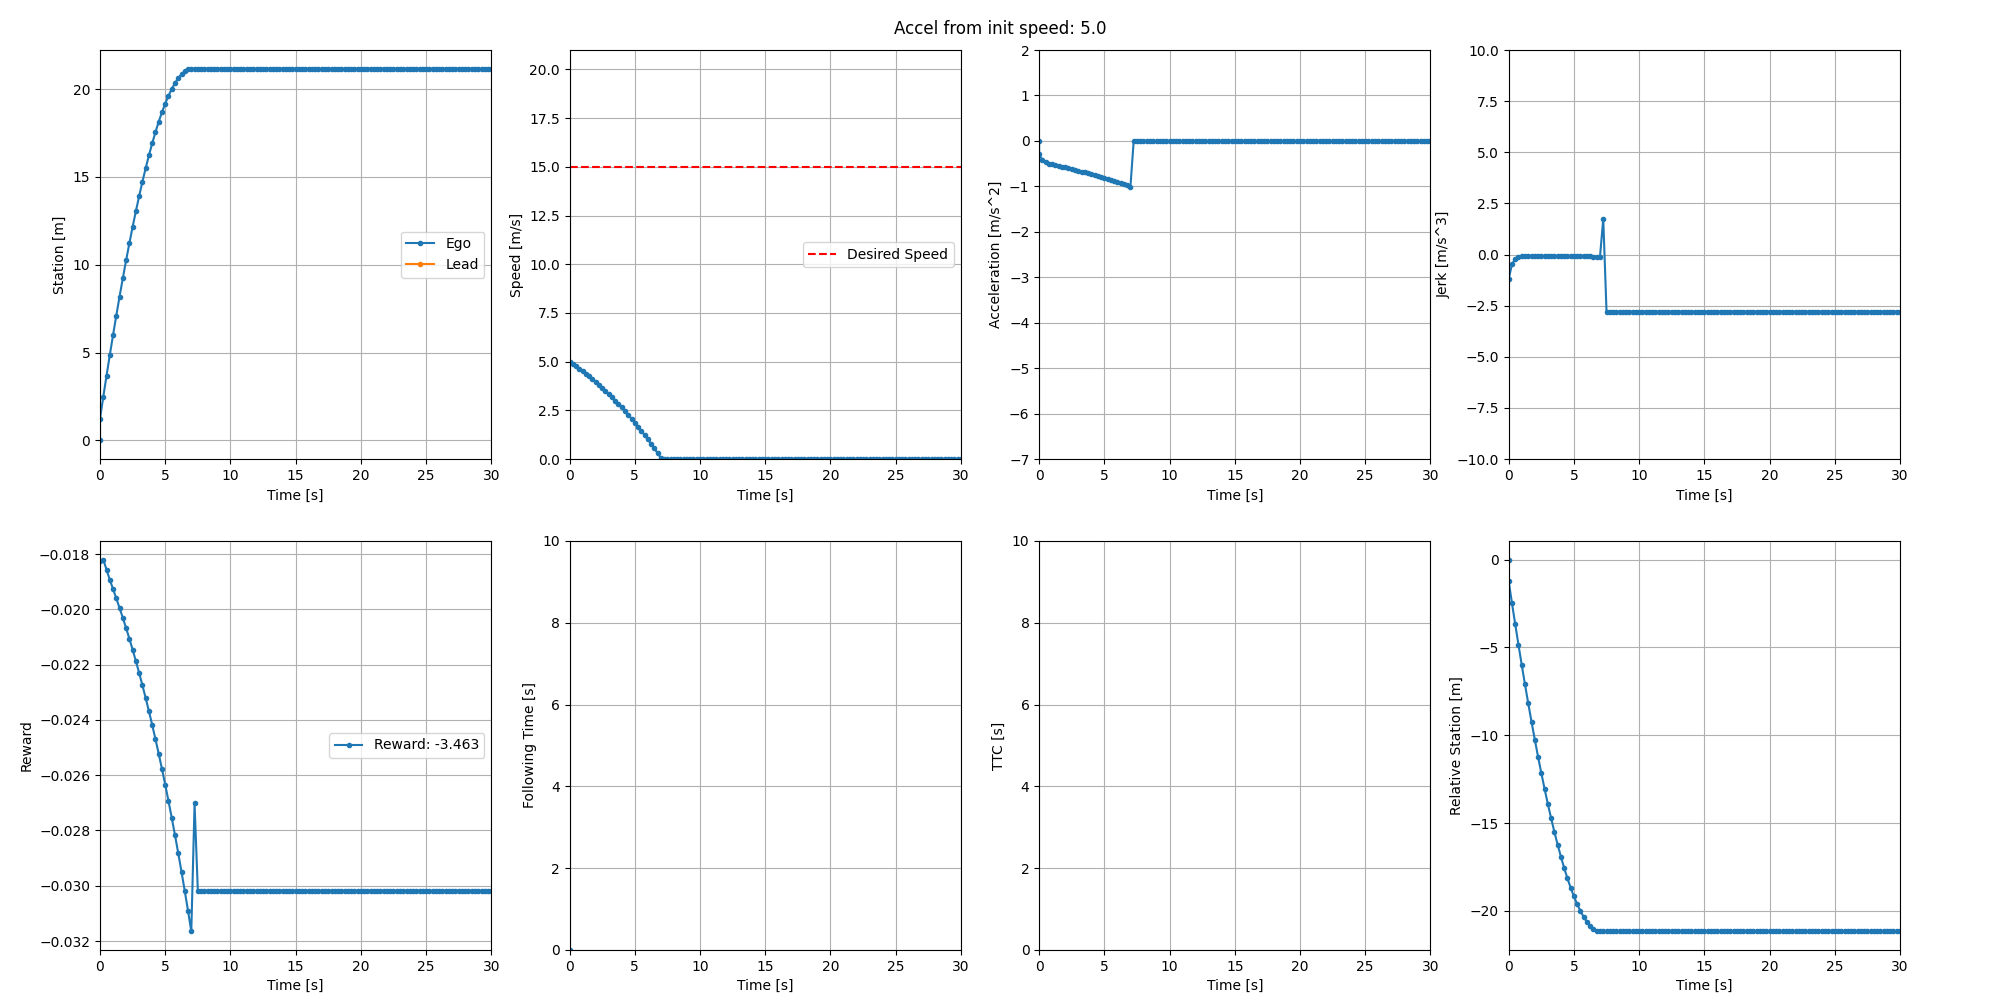 Accel from init speed: 5.0
Station [m]
20
15
10
5
0
Ego
Lead
0 5 10 15 20 25 30
Time [s]
Speed [m/s]
20.0
17.5
15.0
12.5
10.0
7.5
5.0
2.5
0.0
Desired Speed
0 5 10 15 20 25 30
Time [s]
Acceleration [m/s^2]
2
1
0
−1
−2
−3
−4
−5
−6
−7
0 5 10 15 20 25 30
Time [s]
Jerk [m/s^3]
10.0
7.5
5.0
2.5
0.0
−2.5
−5.0
−7.5
−10.0
0 5 10 15 20 25 30
Time [s]
Reward
−0.018
−0.020
−0.022
−0.024
−0.026
−0.028
−0.030
−0.032
Reward: -3.463
0 5 10 15 20 25 30
Time [s]
Following Time [s]
10
8
6
4
2
0
0 5 10 15 20 25 30
Time [s]
TTC [s]
10
8
6
4
2
0
0 5 10 15 20 25 30
Time [s]
Relative Station [m]
0
−5
−10
−15
−20
0 5 10 15 20 25 30
Time [s]